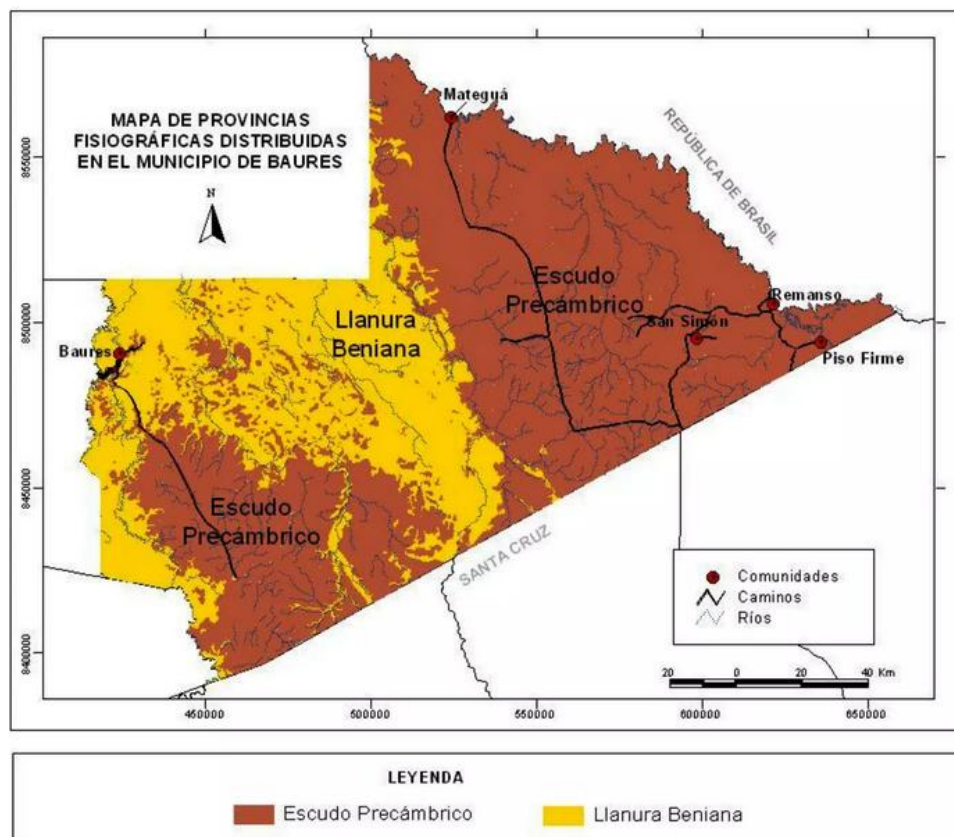 MAPA DE PROVINCIAS
FISIOGRÁFICAS DISTRIBUIDAS
EN EL MUNICIPIO DE BAURES
N
Mateguá
REPÚBLICA DE BRASIL
Escudo
Precámbrico
Remanso
San Simón
Piso Firme
Llanura
Beniana
Baures
Escudo
Precámbrico
SANTA CRUZ
Comunidades
Caminos
Ríos
20 0 20 40 Km
8550000
8500000
8450000
8400000
450000 500000 550000 600000 650000
LEYENDA
Escudo Precámbrico
Llanura Beniana